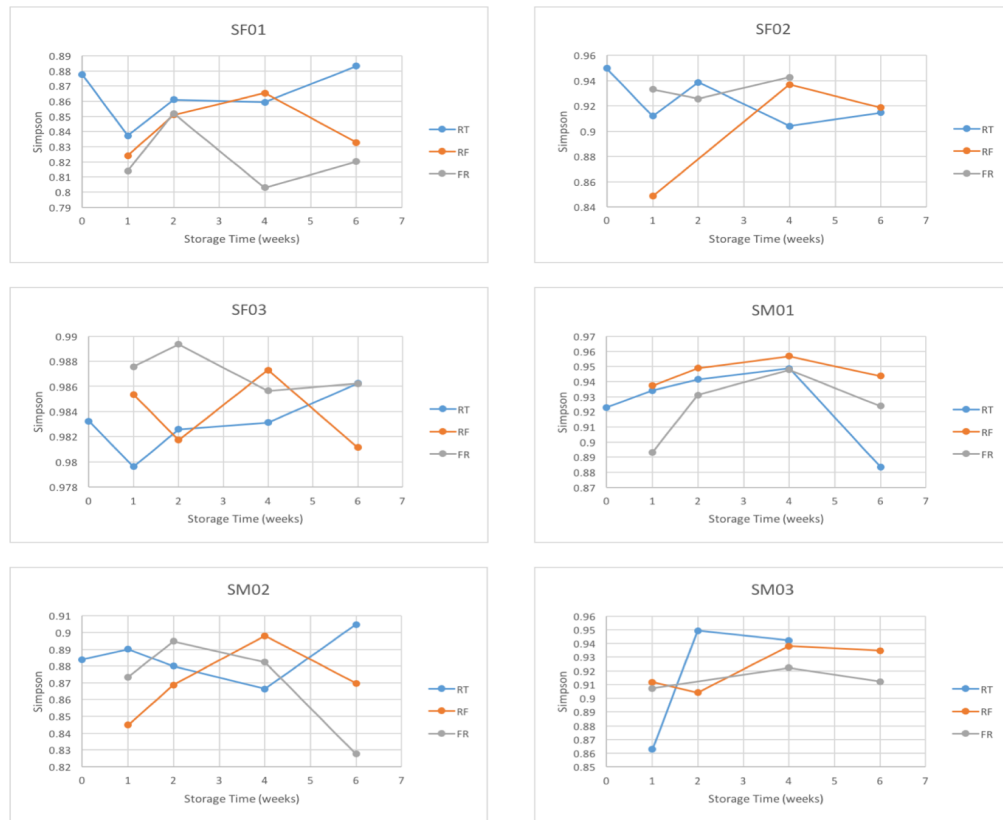 SF01
0.89
0.88
0.87
0.86
0.85
0.84
0.83
0.82
0.81
0.8
0.79
Simpson
0 1 2 3 4 5 6 7
Storage Time (weeks)
RT
RF
FR
SF02
0.96
0.94
0.92
0.9
0.88
0.86
0.84
Simpson
0 1 2 3 4 5 6 7
Storage Time (weeks)
RT
RF
FR
SF03
0.99
0.988
0.986
0.984
0.982
0.98
0.978
Simpson
0 1 2 3 4 5 6 7
Storage Time (weeks)
RT
RF
FR
SM01
0.97
0.96
0.95
0.94
0.93
0.92
0.91
0.9
0.89
0.88
0.87
Simpson
0 1 2 3 4 5 6 7
Storage Time (weeks)
RT
RF
FR
SM02
0.91
0.9
0.89
0.88
0.87
0.86
0.85
0.84
0.83
0.82
Simpson
0 1 2 3 4 5 6 7
Storage Time (weeks)
RT
RF
FR
SM03
0.96
0.95
0.94
0.93
0.92
0.91
0.9
0.89
0.88
0.87
0.86
0.85
Simpson
0 1 2 3 4 5 6 7
Storage Time (weeks)
RT
RF
FR